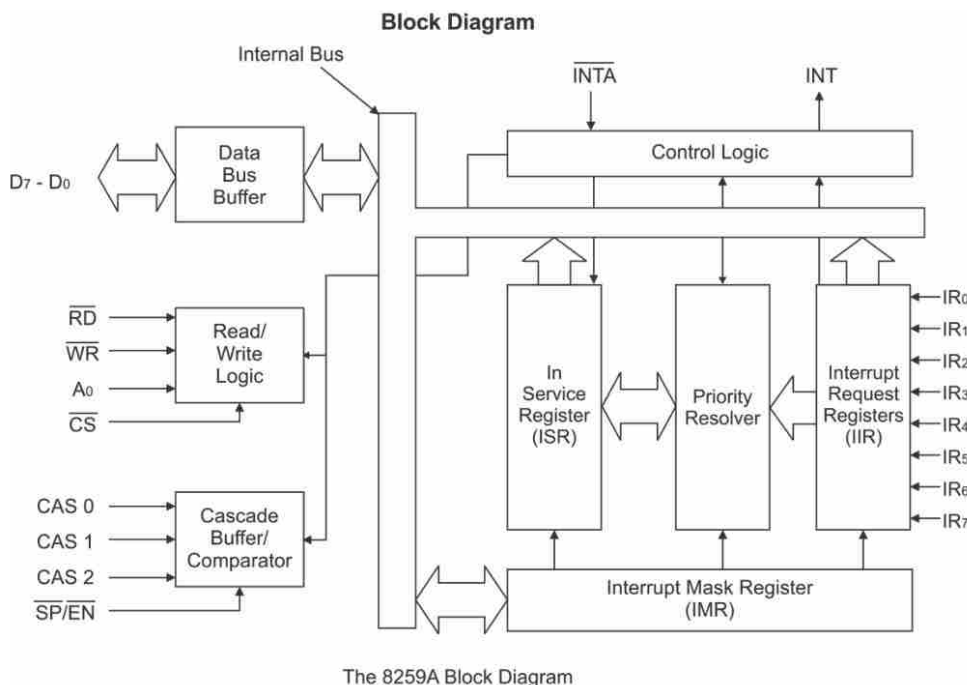 Block Diagram
Internal Bus
INTA
INT
Control Logic
D7 - D0
Data
Bus
Buffer
RD
WR
A0
CS
Read/
Write
Logic
In
Service
Register
(ISR)
Priority
Resolver
Interrupt
Request
Registers
(IIR)
IR0
IR1
IR2
IR3
IR4
IR5
IR6
IR7
CAS 0
CAS 1
CAS 2
SP/EN
Cascade
Buffer/
Comparator
Interrupt Mask Register
(IMR)
The 8259A Block Diagram